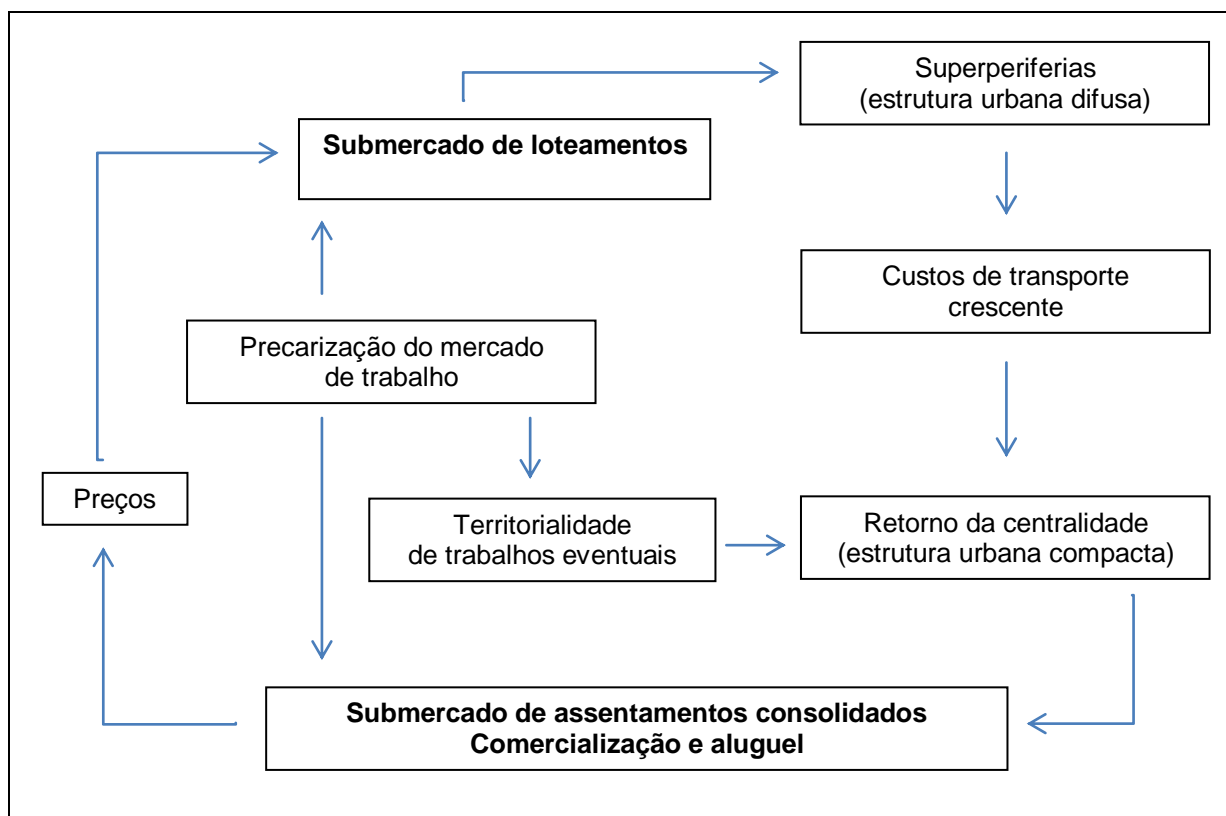 Superperiferias
(estrutura urbana difusa)
Submercado de loteamentos
Custos de transporte
crescente
Precarização do mercado
de trabalho
Preços
Territorialidade
de trabalhos eventuais
Retorno da centralidade
(estrutura urbana compacta)
Submercado de assentamentos consolidados
Comercialização e aluguel